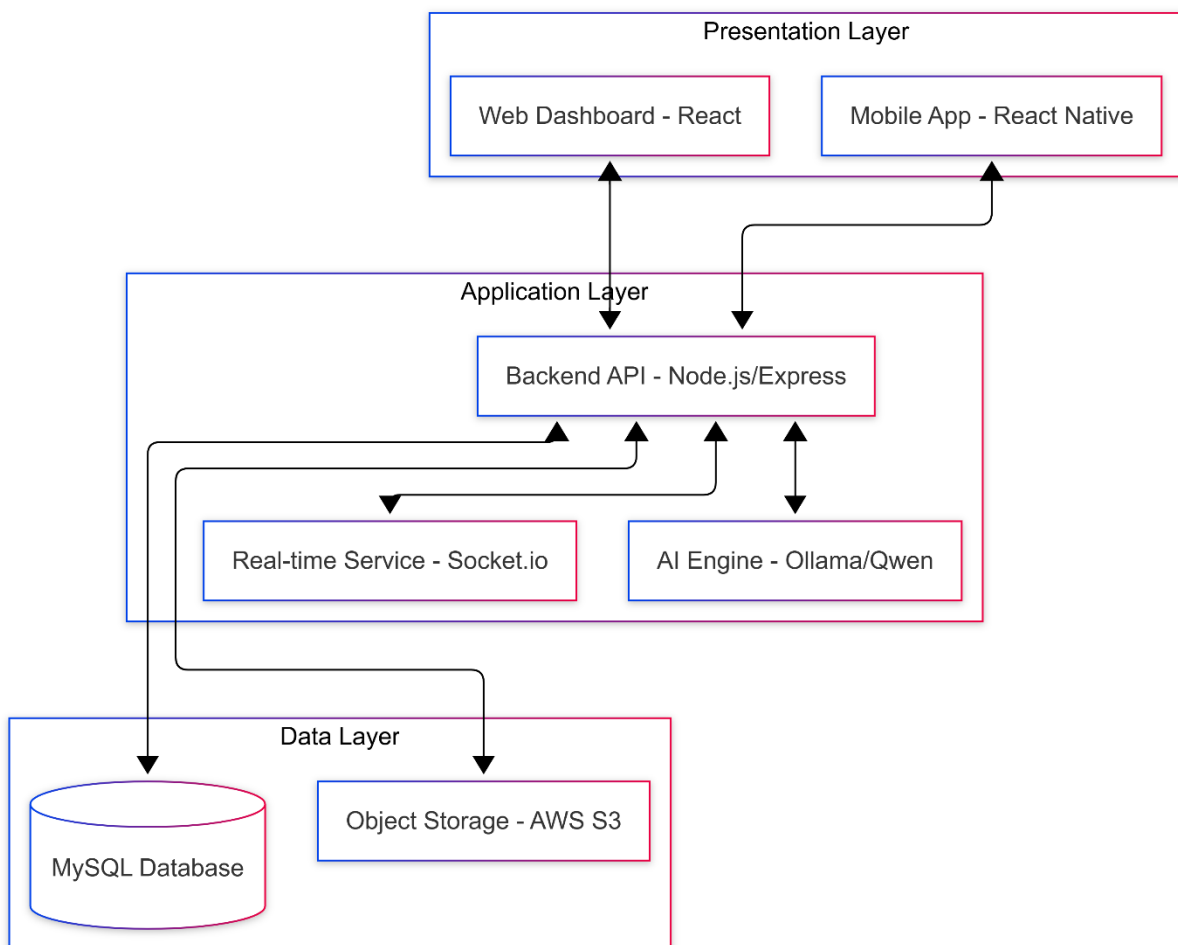 Presentation Layer
Web Dashboard - React
Mobile App - React Native
Application Layer
Backend API - Node.js/Express
Real-time Service - Socket.io
AI Engine - Ollama/Qwen
Data Layer
MySQL Database
Object Storage - AWS S3